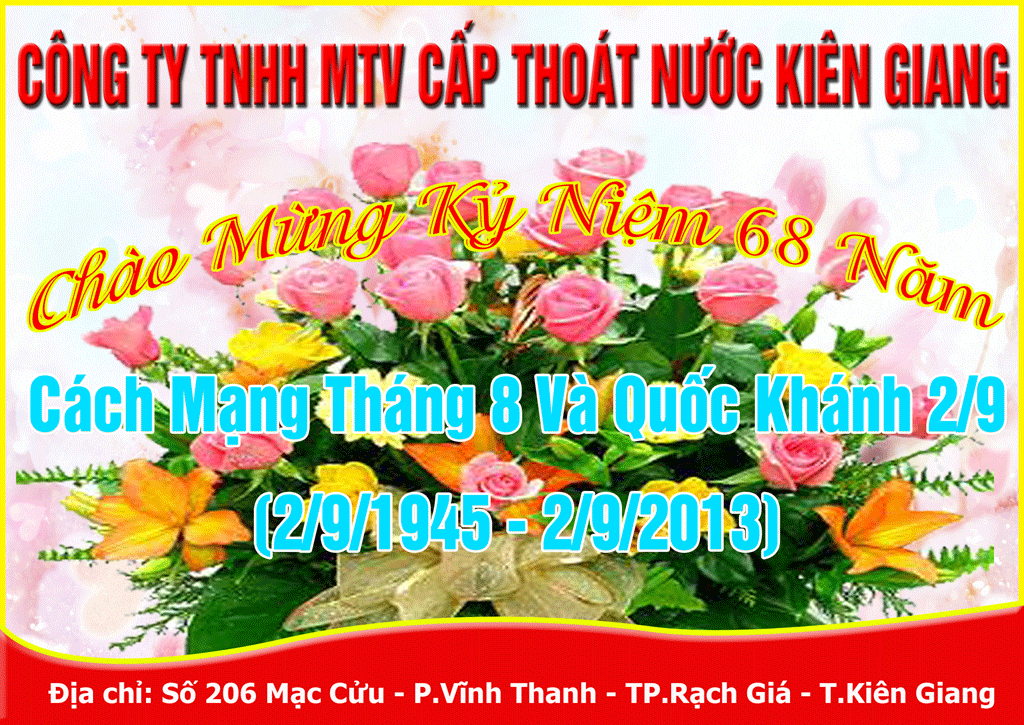 CÔNG TY TNHH MTV CẤP THOÁT NƯỚC KIÊN GIANG
Chào Mừng Kỷ Niệm 68 Năm
Cách Mạng Tháng 8 Và Quốc Khánh 2/9
(2/9/1945 - 2/9/2013)
Địa chỉ: Số 206 Mạc Cửu - P.Vĩnh Thanh - TP.Rạch Giá - T.Kiên Giang